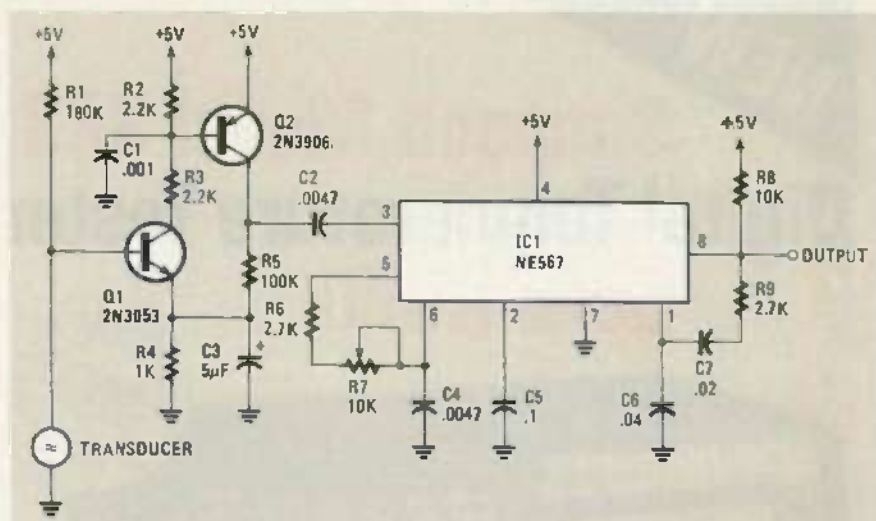 +5V
+5V
+5V
R1
180K
R2
2.2K
Q2
2N3906
C1
.001
R3
2.2K
C2
.0047
+5V
+5V
R8
10K
3
4
IC1
NE567
8
OUTPUT
5
Q1
2N3053
R5
100K
R6
2.7K
R9
2.7K
6
2
7
1
R4
1K
C3
5μF
+
R7
10K
C4
.0047
C5
.1
C6
.04
C7
.02
TRANSDUCER